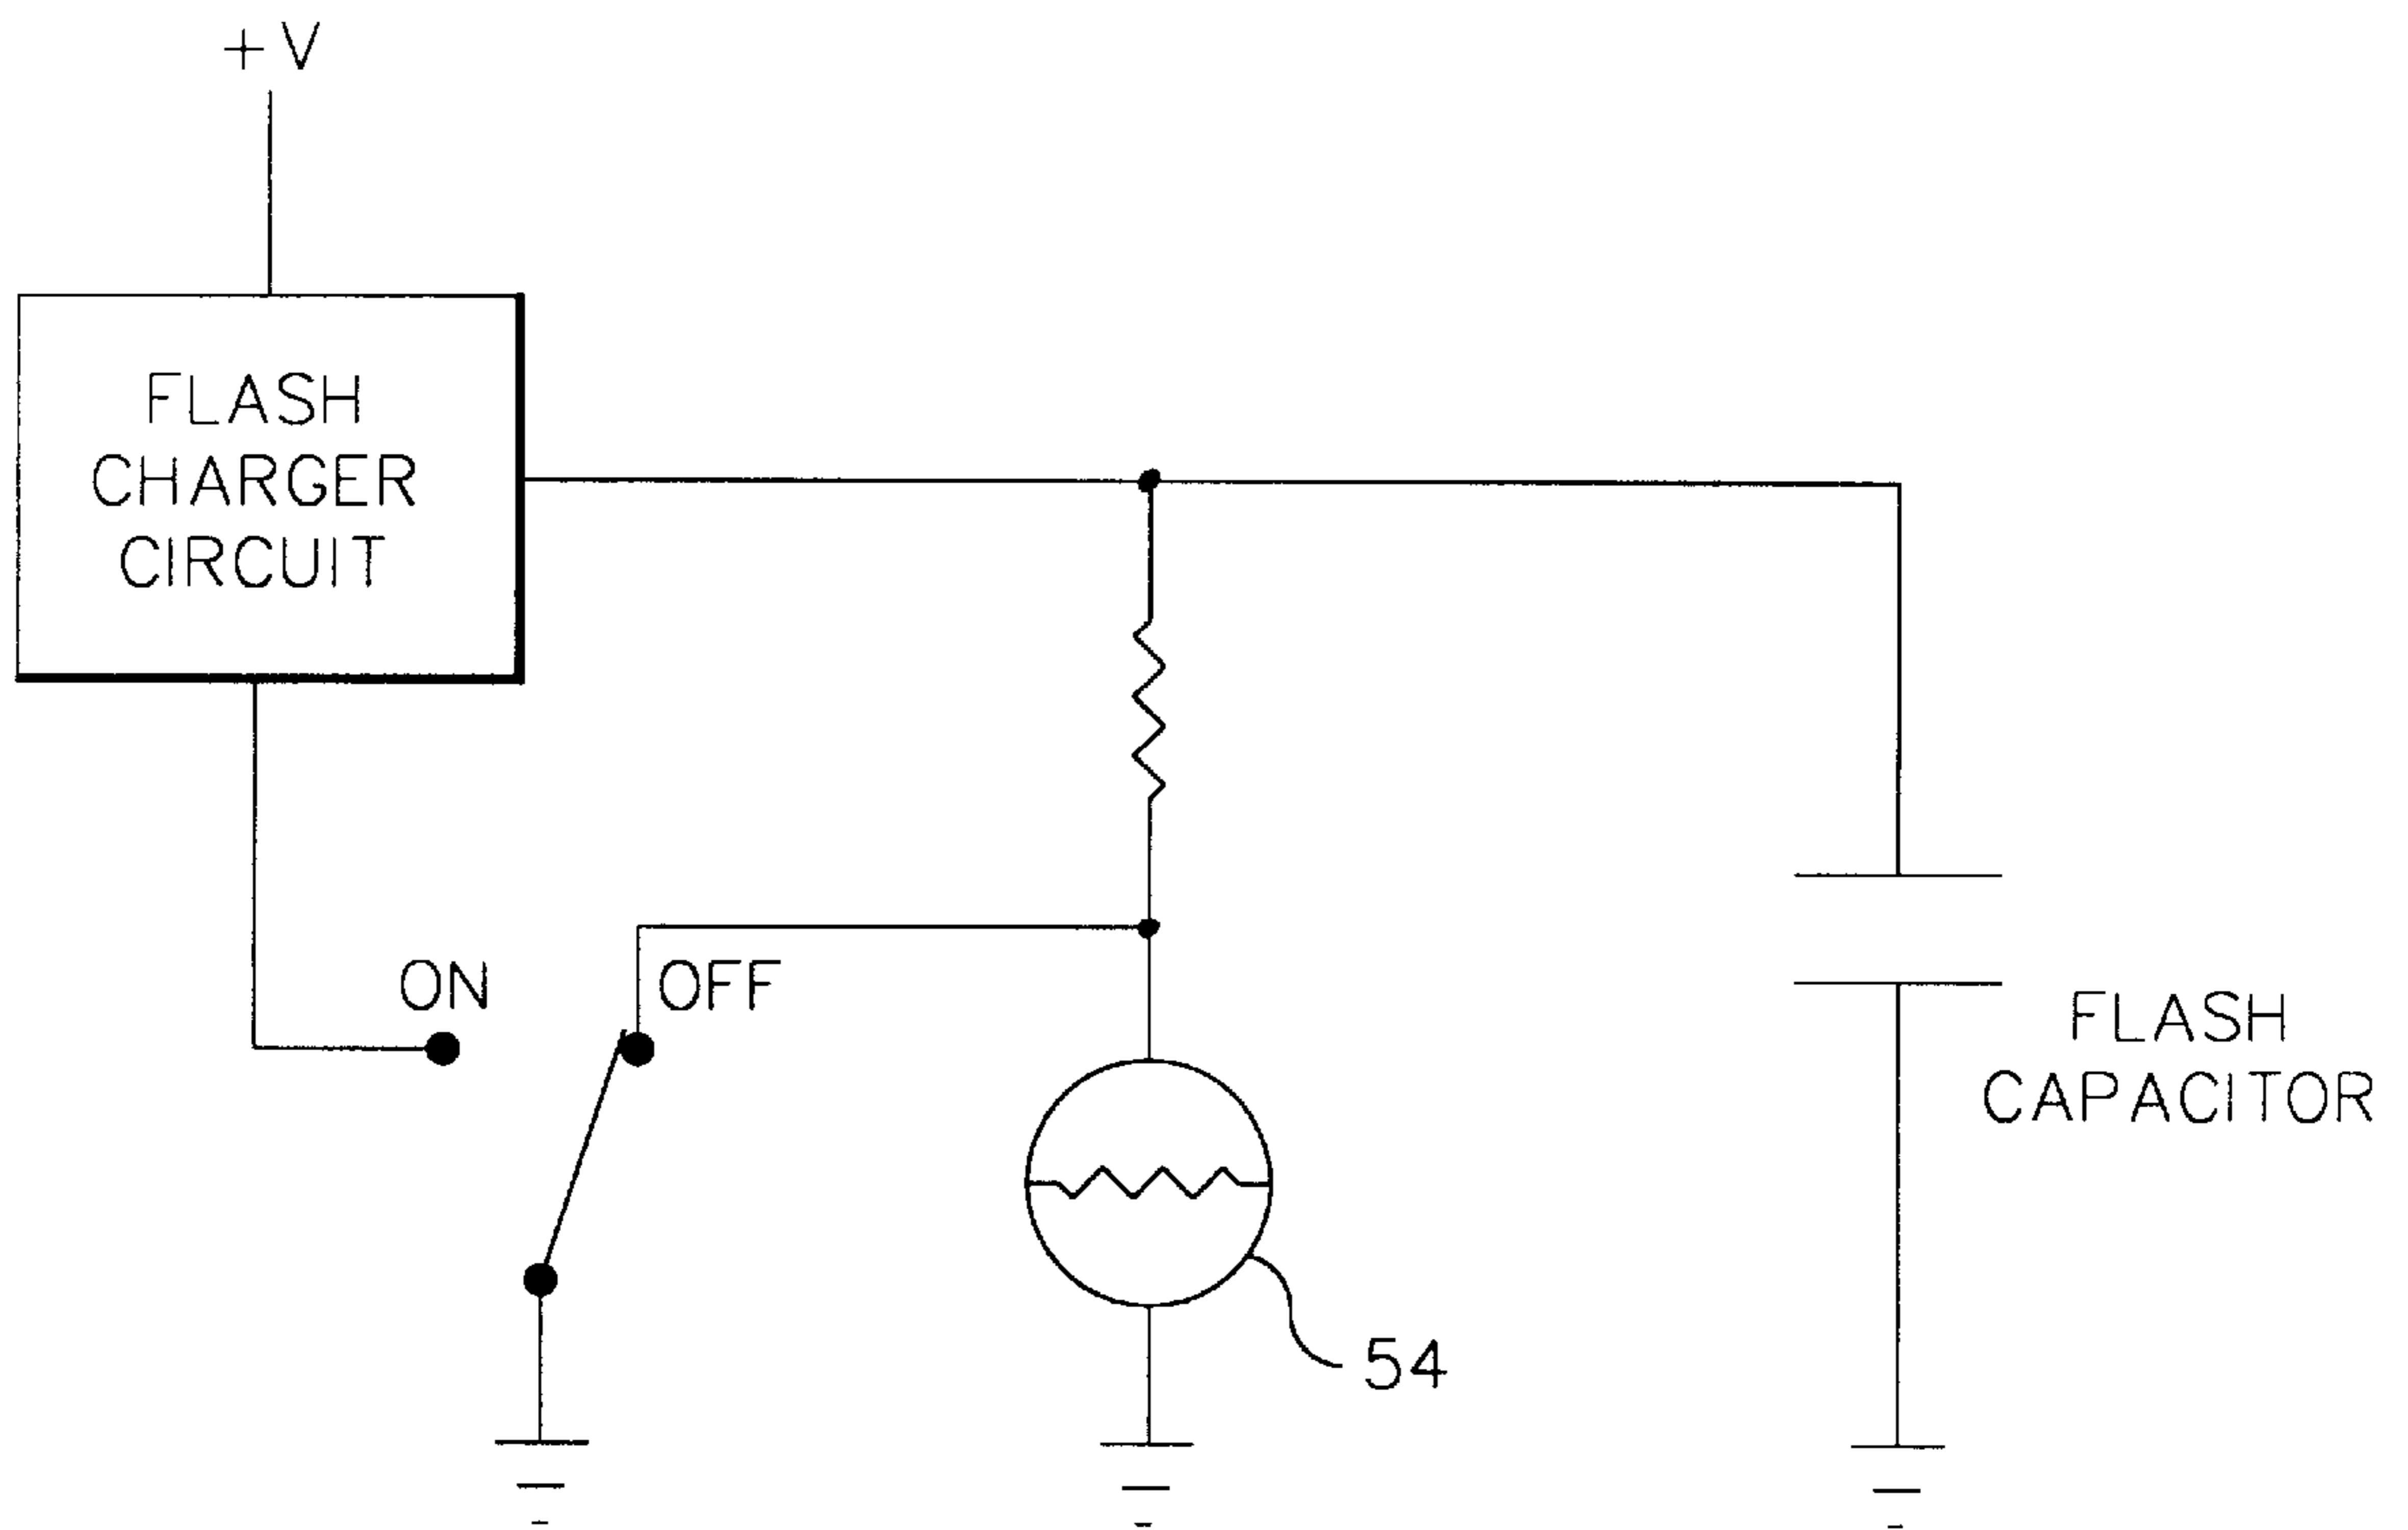 +V
FLASH
CHARGER
CIRCUIT
ON
OFF
FLASH
CAPACITOR
54